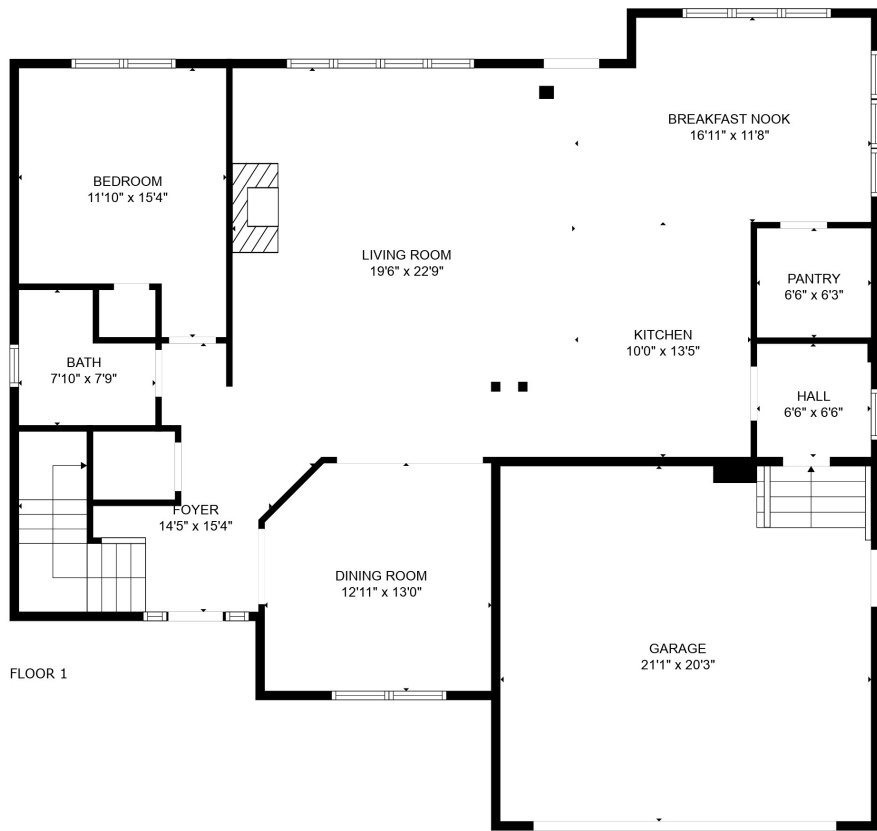 BREAKFAST NOOK
16'11" x 11'8"
BEDROOM
11'10" x 15'4"
LIVING ROOM
19'6" x 22'9"
PANTRY
6'6" x 6'3"
KITCHEN
10'0" x 13'5"
BATH
7'10" x 7'9"
HALL
6'6" x 6'6"
FOYER
14'5" x 15'4"
DINING ROOM
12'11" x 13'0"
GARAGE
21'1" x 20'3"
FLOOR 1